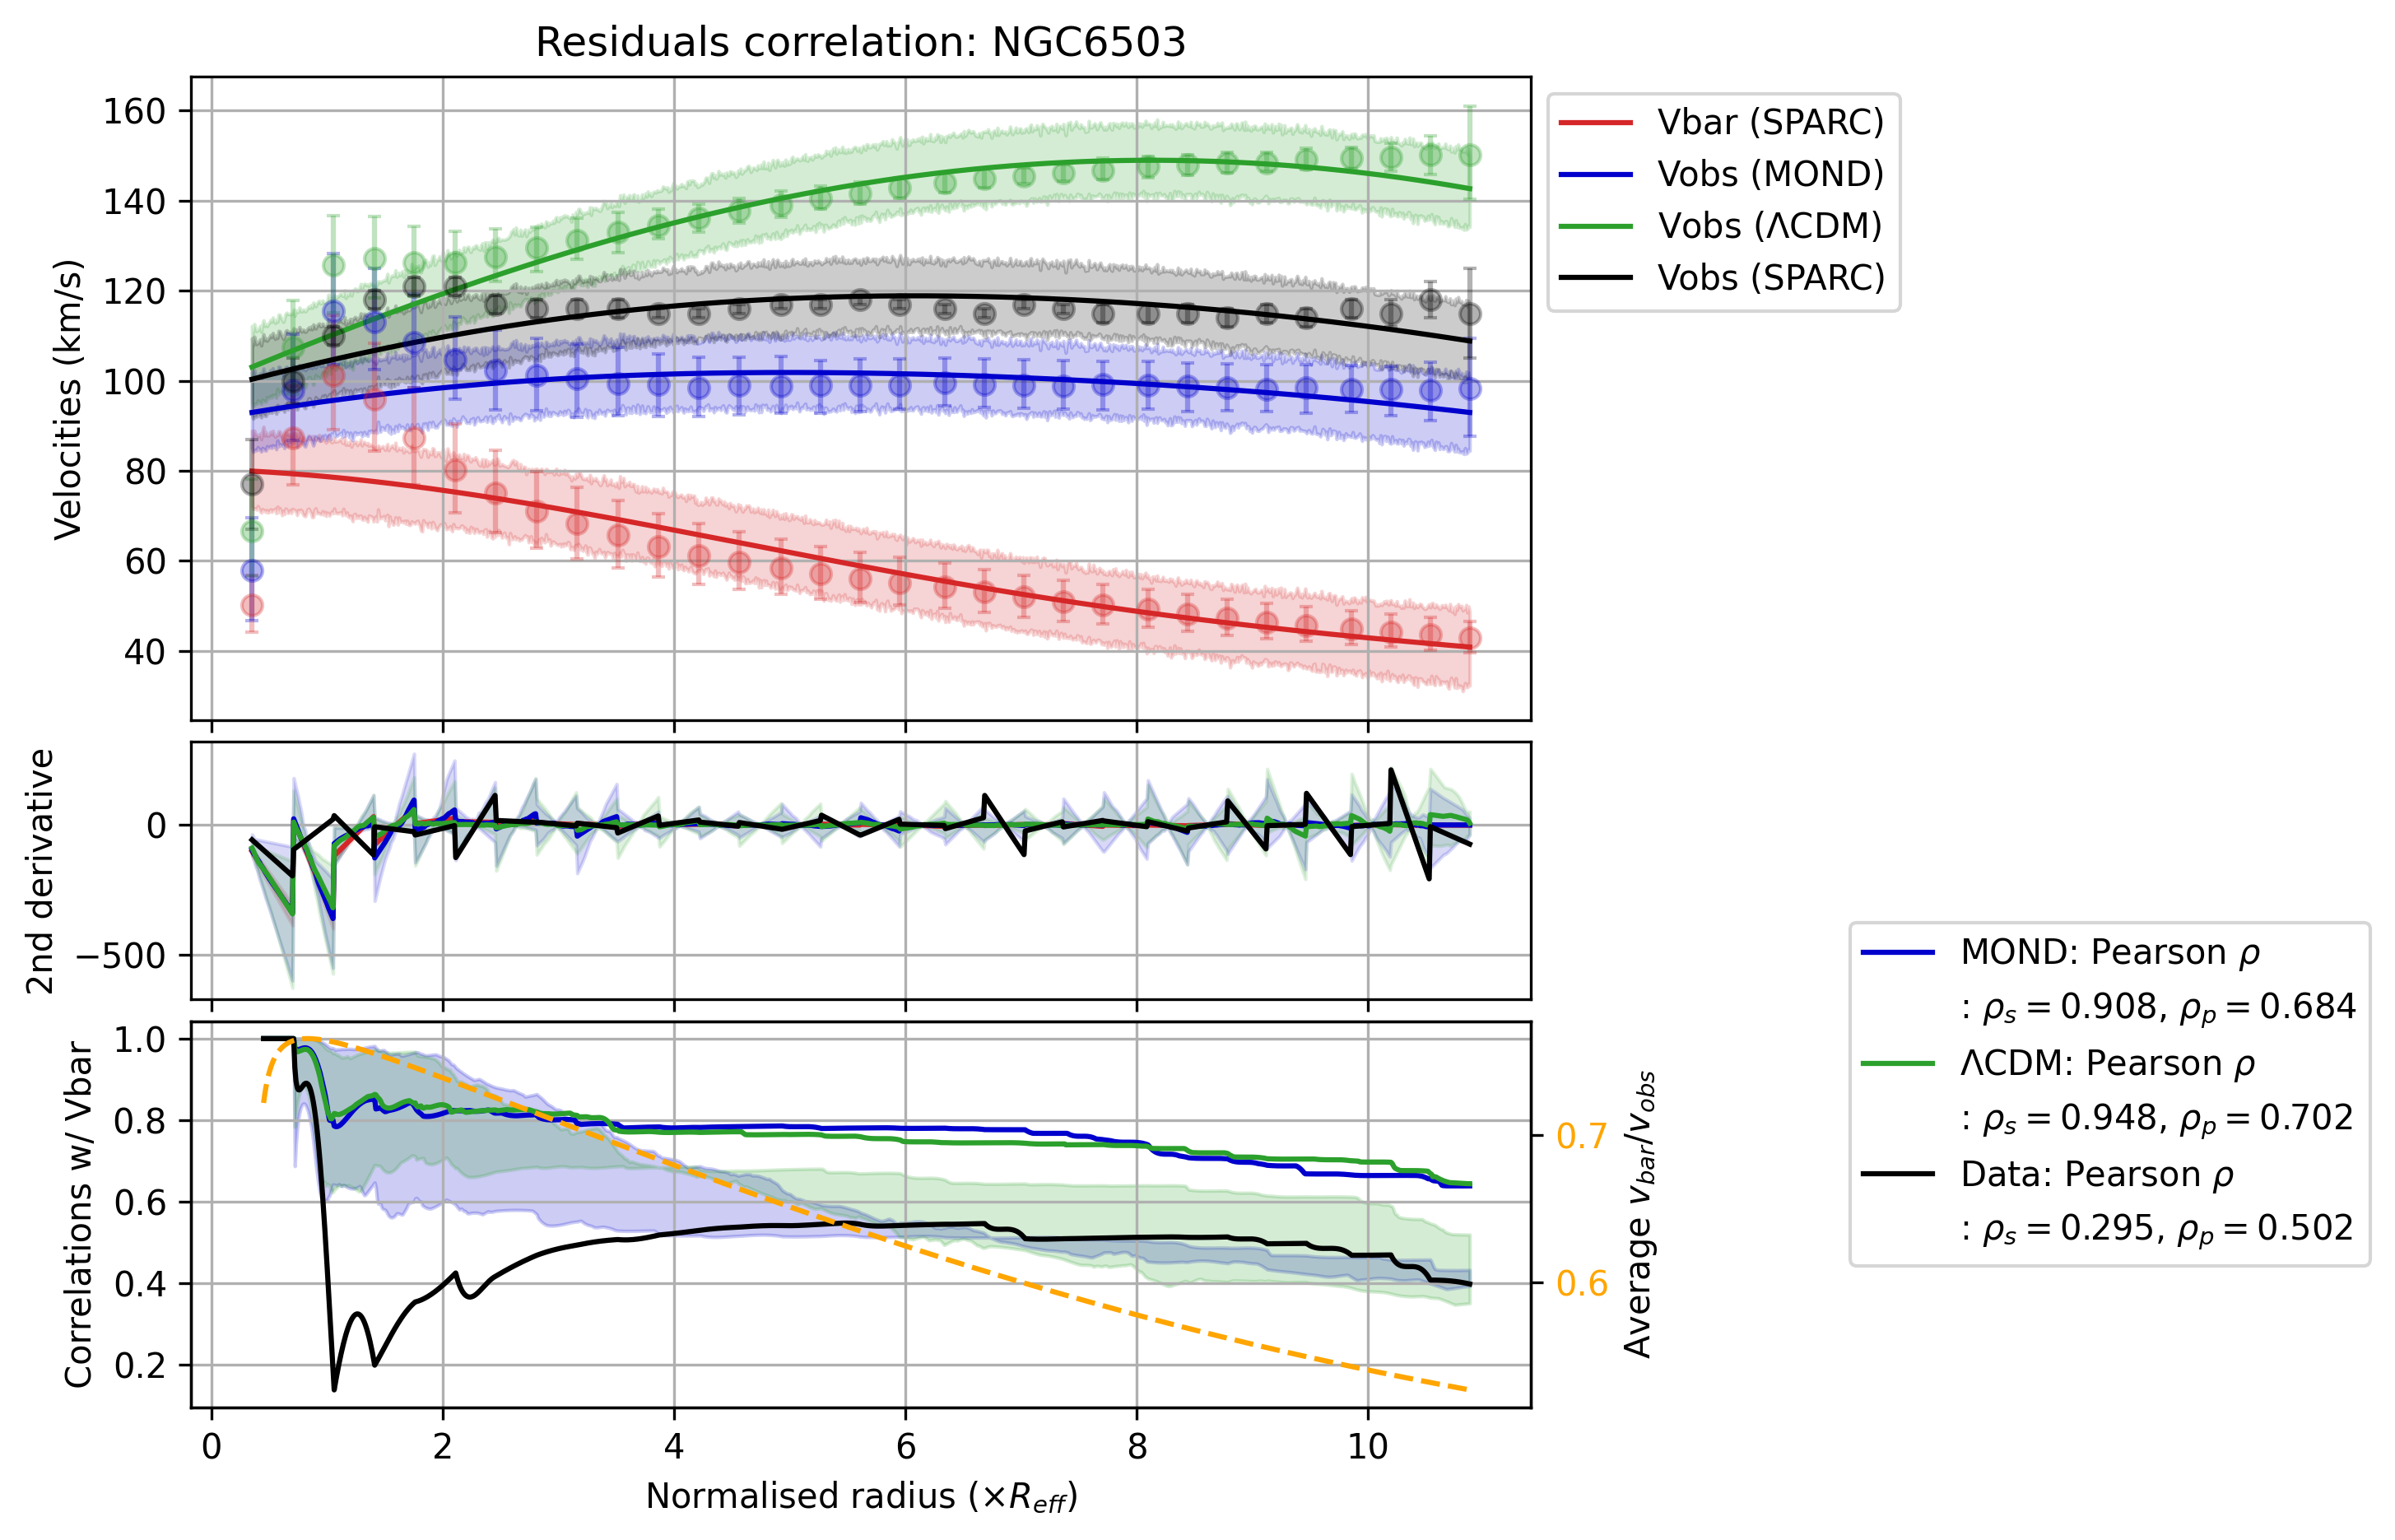 Residuals correlation: NGC6503
160
140
120
100
80
60
40
Velocities (km/s)
Vbar (SPARC)
Vobs (MOND)
Vobs (ΛCDM)
Vobs (SPARC)
0
−500
2nd derivative
1.0
0.8
0.6
0.4
0.2
Correlations w/ Vbar
0.7
0.6
Average v_bar/v_obs
MOND: Pearson ρ
: ρ_s = 0.908, ρ_p = 0.684
ΛCDM: Pearson ρ
: ρ_s = 0.948, ρ_p = 0.702
Data: Pearson ρ
: ρ_s = 0.295, ρ_p = 0.502
0 2 4 6 8 10
Normalised radius (×R_eff)